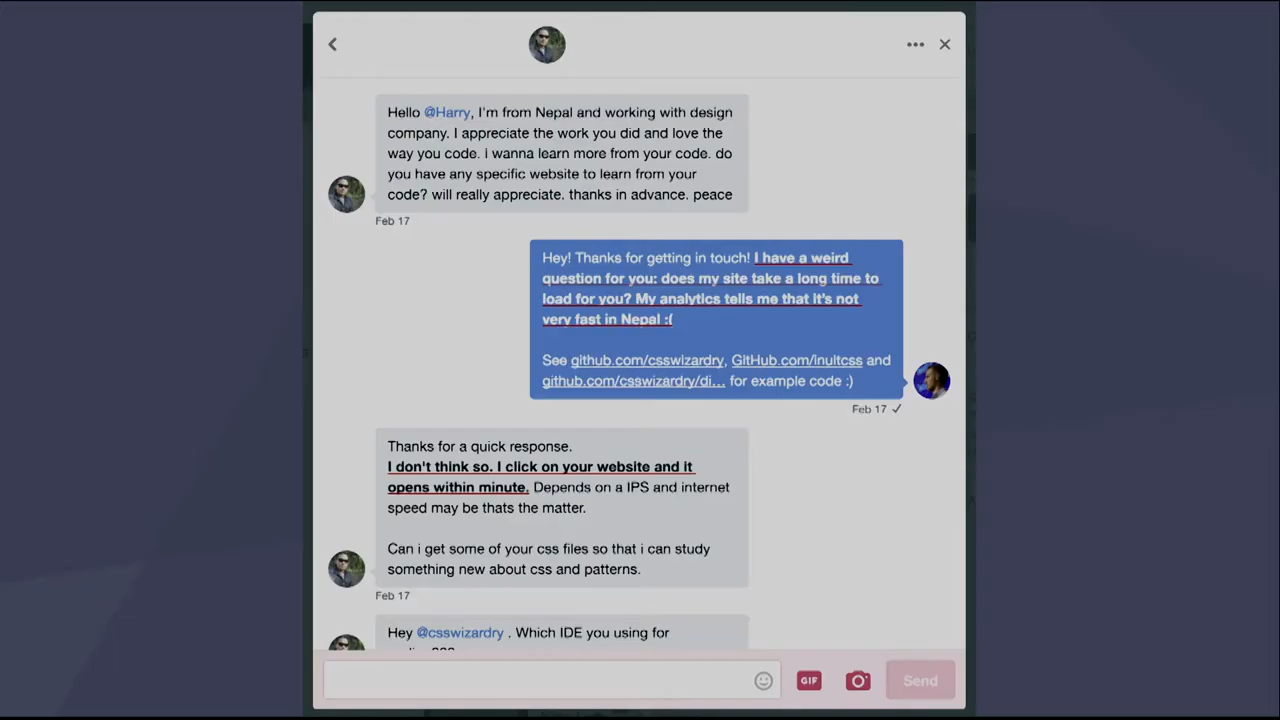 Hello @Harry, I'm from Nepal and working with design
company. I appreciate the work you did and love the
way you code. i wanna learn more from your code. do
you have any specific website to learn from your
code? will really appreciate. thanks in advance. peace
Feb 17
Hey! Thanks for getting in touch! I have a weird
question for you: does my site take a long time to
load for you? My analytics tells me that it's not
very fast in Nepal :(
See github.com/csswizardry, GitHub.com/inuitcss and
github.com/csswizardry/di... for example code :)
Feb 17 ✓
Thanks for a quick response.
I don't think so. I click on your website and it
opens within minute. Depends on a IPS and internet
speed may be thats the matter.
Can i get some of your css files so that i can study
something new about css and patterns.
Feb 17
Hey @csswizardry . Which IDE you using for
GIF
Send